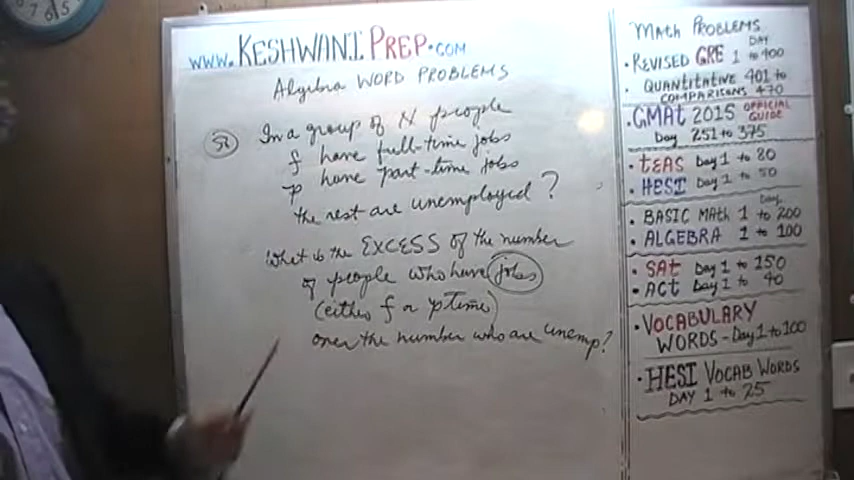 www.KESHWANIPREP.COM
Algebra WORD PROBLEMS
In a group of N people
f have full-time jobs
p have part-time jobs
the rest are unemployed?
What is the EXCESS of the number
of people who have jobs
(either f or p time)
over the number who are unemp?
MATH PROBLEMS
• REVISED GRE DAY 1 to 400
• QUANTITATIVE 401 to
COMPARISONS 470
• GMAT 2015 OFFICIAL GUIDE
Day 251 to 375
• TEAS Day 1 to 80
• HESI Day 1 to 50
Day
• BASIC MATH 1 to 200
• ALGEBRA 1 to 100
• SAT Day 1 to 150
• ACT Day 1 to 40
• VOCABULARY
WORDS - Day 1 to 100
• HESI VOCAB WORDS
DAY 1 to 25
7
6
5